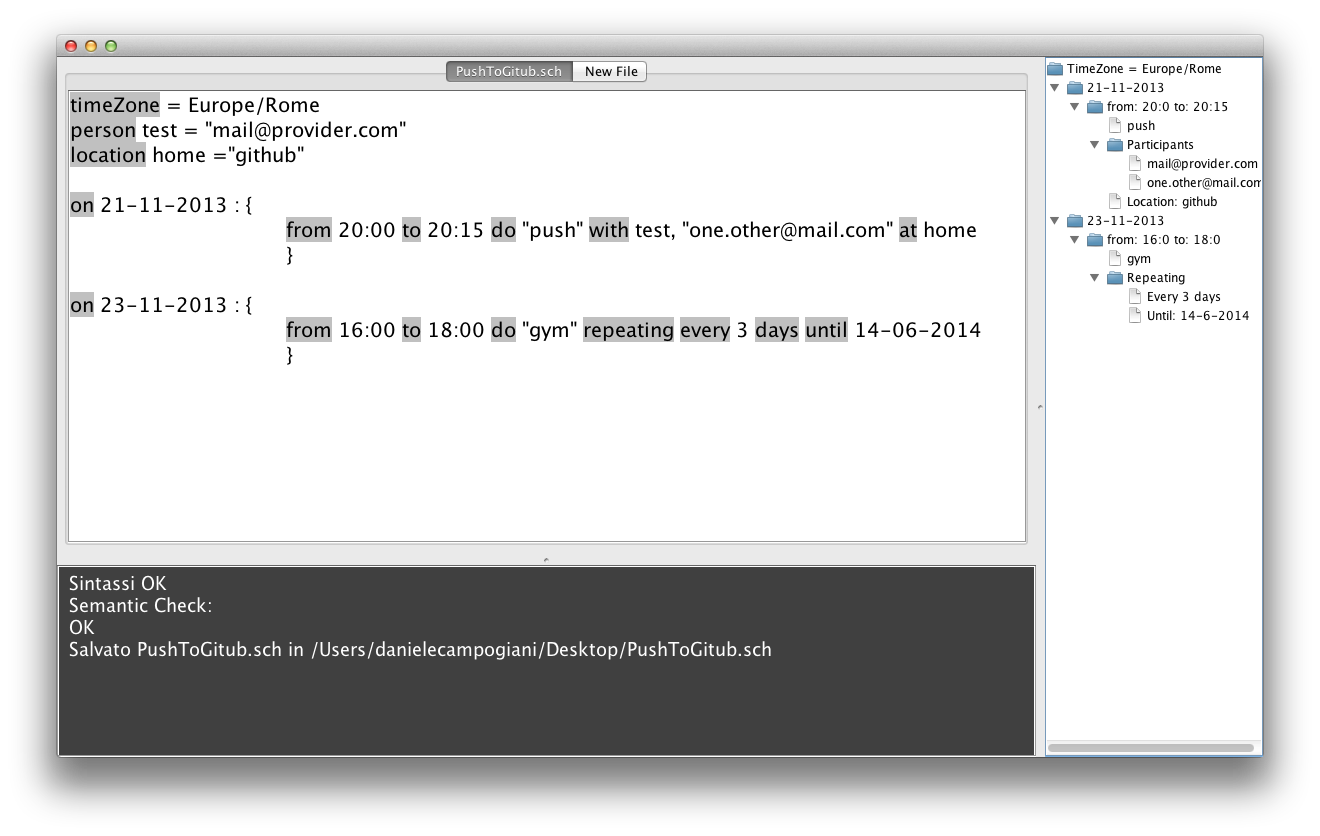 PushToGitub.sch New File
timeZone = Europe/Rome
person test = "mail@provider.com"
location home ="github"
on 21-11-2013 : {
from 20:00 to 20:15 do "push" with test, "one.other@mail.com" at home
}
on 23-11-2013 : {
from 16:00 to 18:00 do "gym" repeating every 3 days until 14-06-2014
}
Sintassi OK
Semantic Check:
OK
Salvato PushToGitub.sch in /Users/danielecampogiani/Desktop/PushToGitub.sch
TimeZone = Europe/Rome
21-11-2013
from: 20:0 to: 20:15
push
Participants
mail@provider.com
one.other@mail.com
Location: github
23-11-2013
from: 16:0 to: 18:0
gym
Repeating
Every 3 days
Until: 14-6-2014